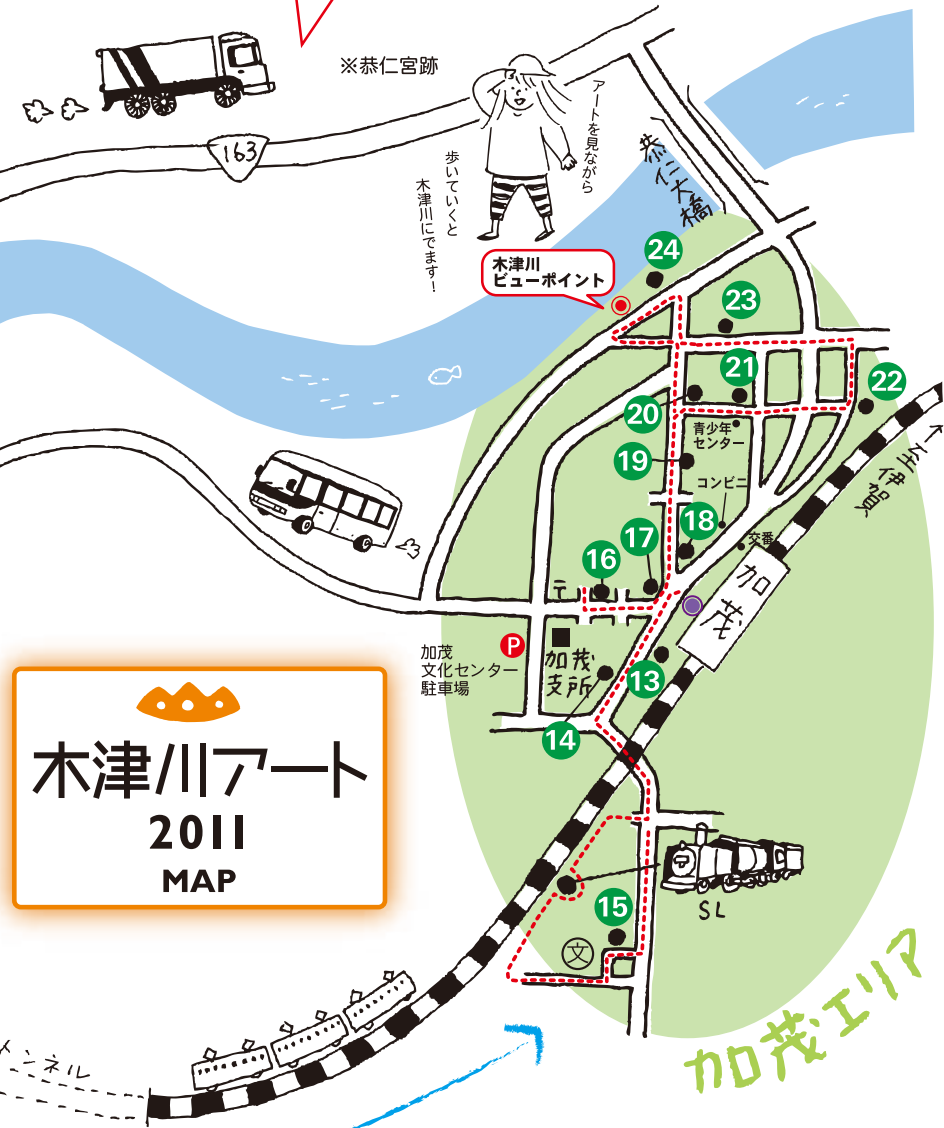 ※恭仁宮跡
163
アートを見ながら
歩いていくと
木津川にでます!
恭仁大橋
木津川
ビューポイント
24
23
21
22
20
青少年
センター
19
コンビニ
18
17
16
交番
〒
至伊賀
加茂
P
加茂
文化センター
駐車場
加茂
支所
13
14
木津川アート
2011
MAP
SL
15
文
加茂エリア
トンネル